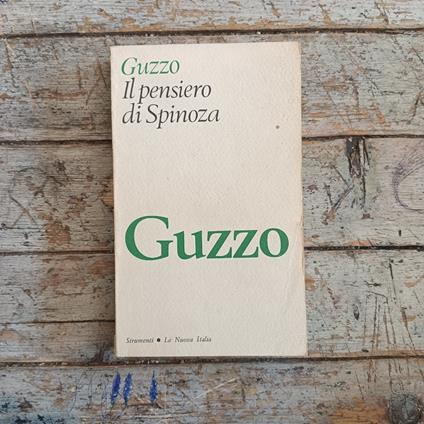 Guzzo
Il pensiero
di Spinoza
Guzzo
Strumenti • La Nuova Italia